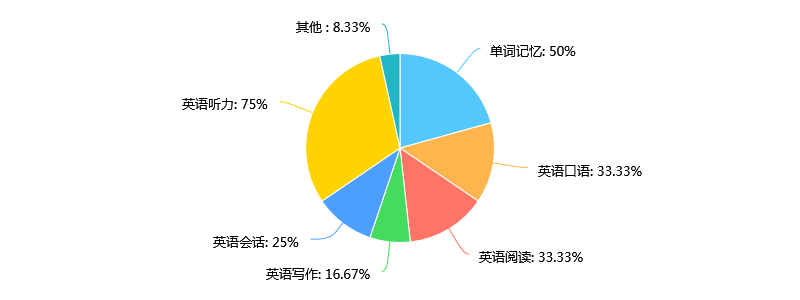 其他 : 8.33%
单词记忆: 50%
英语听力: 75%
英语口语: 33.33%
英语会话: 25%
英语阅读: 33.33%
英语写作: 16.67%